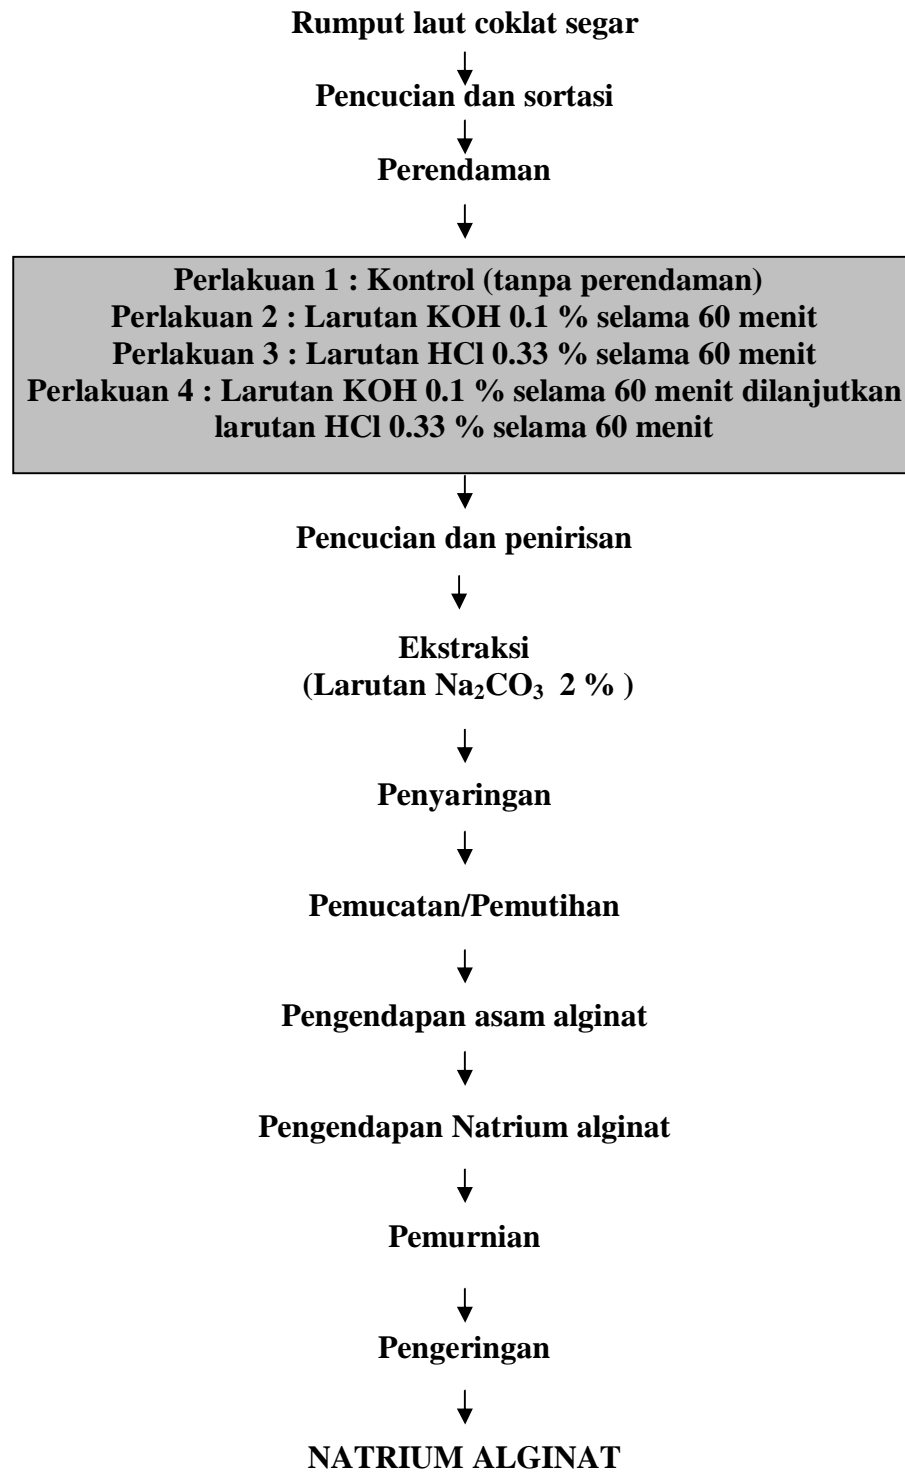 Rumput laut coklat segar
Pencucian dan sortasi
Perendaman
Perlakuan 1 : Kontrol (tanpa perendaman)
Perlakuan 2 : Larutan KOH 0.1 % selama 60 menit
Perlakuan 3 : Larutan HCl 0.33 % selama 60 menit
Perlakuan 4 : Larutan KOH 0.1 % selama 60 menit dilanjutkan
larutan HCl 0.33 % selama 60 menit
Pencucian dan penirisan
Ekstraksi
(Larutan Na₂CO₃ 2 % )
Penyaringan
Pemucatan/Pemutihan
Pengendapan asam alginat
Pengendapan Natrium alginat
Pemurnian
Pengeringan
NATRIUM ALGINAT